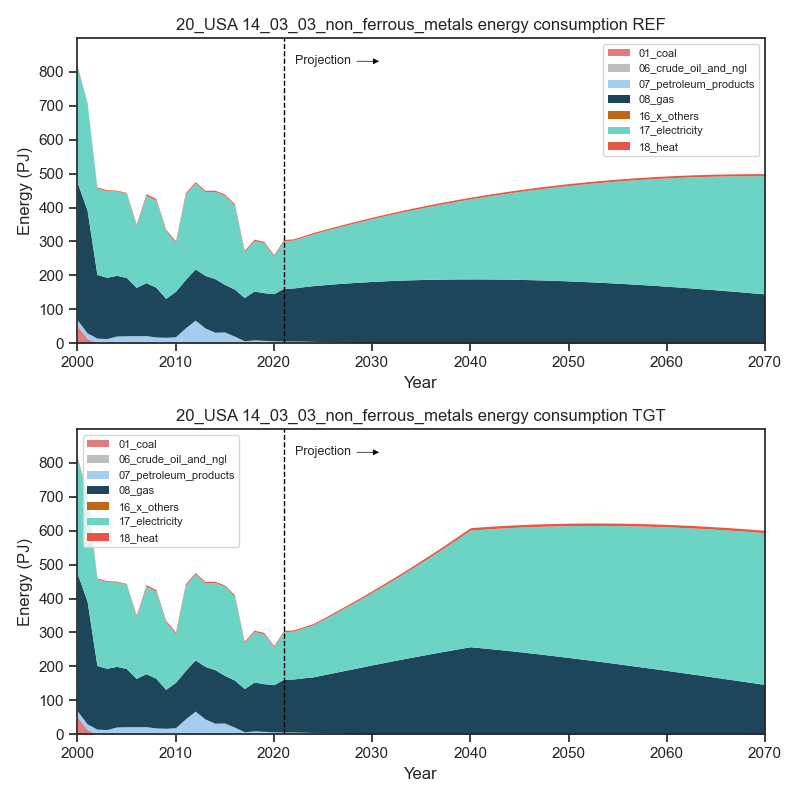 20_USA 14_03_03_non_ferrous_metals energy consumption REF
Energy (PJ)
800
700
600
500
400
300
200
100
0
Projection
01_coal
06_crude_oil_and_ngl
07_petroleum_products
08_gas
16_x_others
17_electricity
18_heat
2000 2010 2020 2030 2040 2050 2060 2070
Year
20_USA 14_03_03_non_ferrous_metals energy consumption TGT
Energy (PJ)
800
700
600
500
400
300
200
100
0
01_coal
06_crude_oil_and_ngl
07_petroleum_products
08_gas
16_x_others
17_electricity
18_heat
Projection
2000 2010 2020 2030 2040 2050 2060 2070
Year